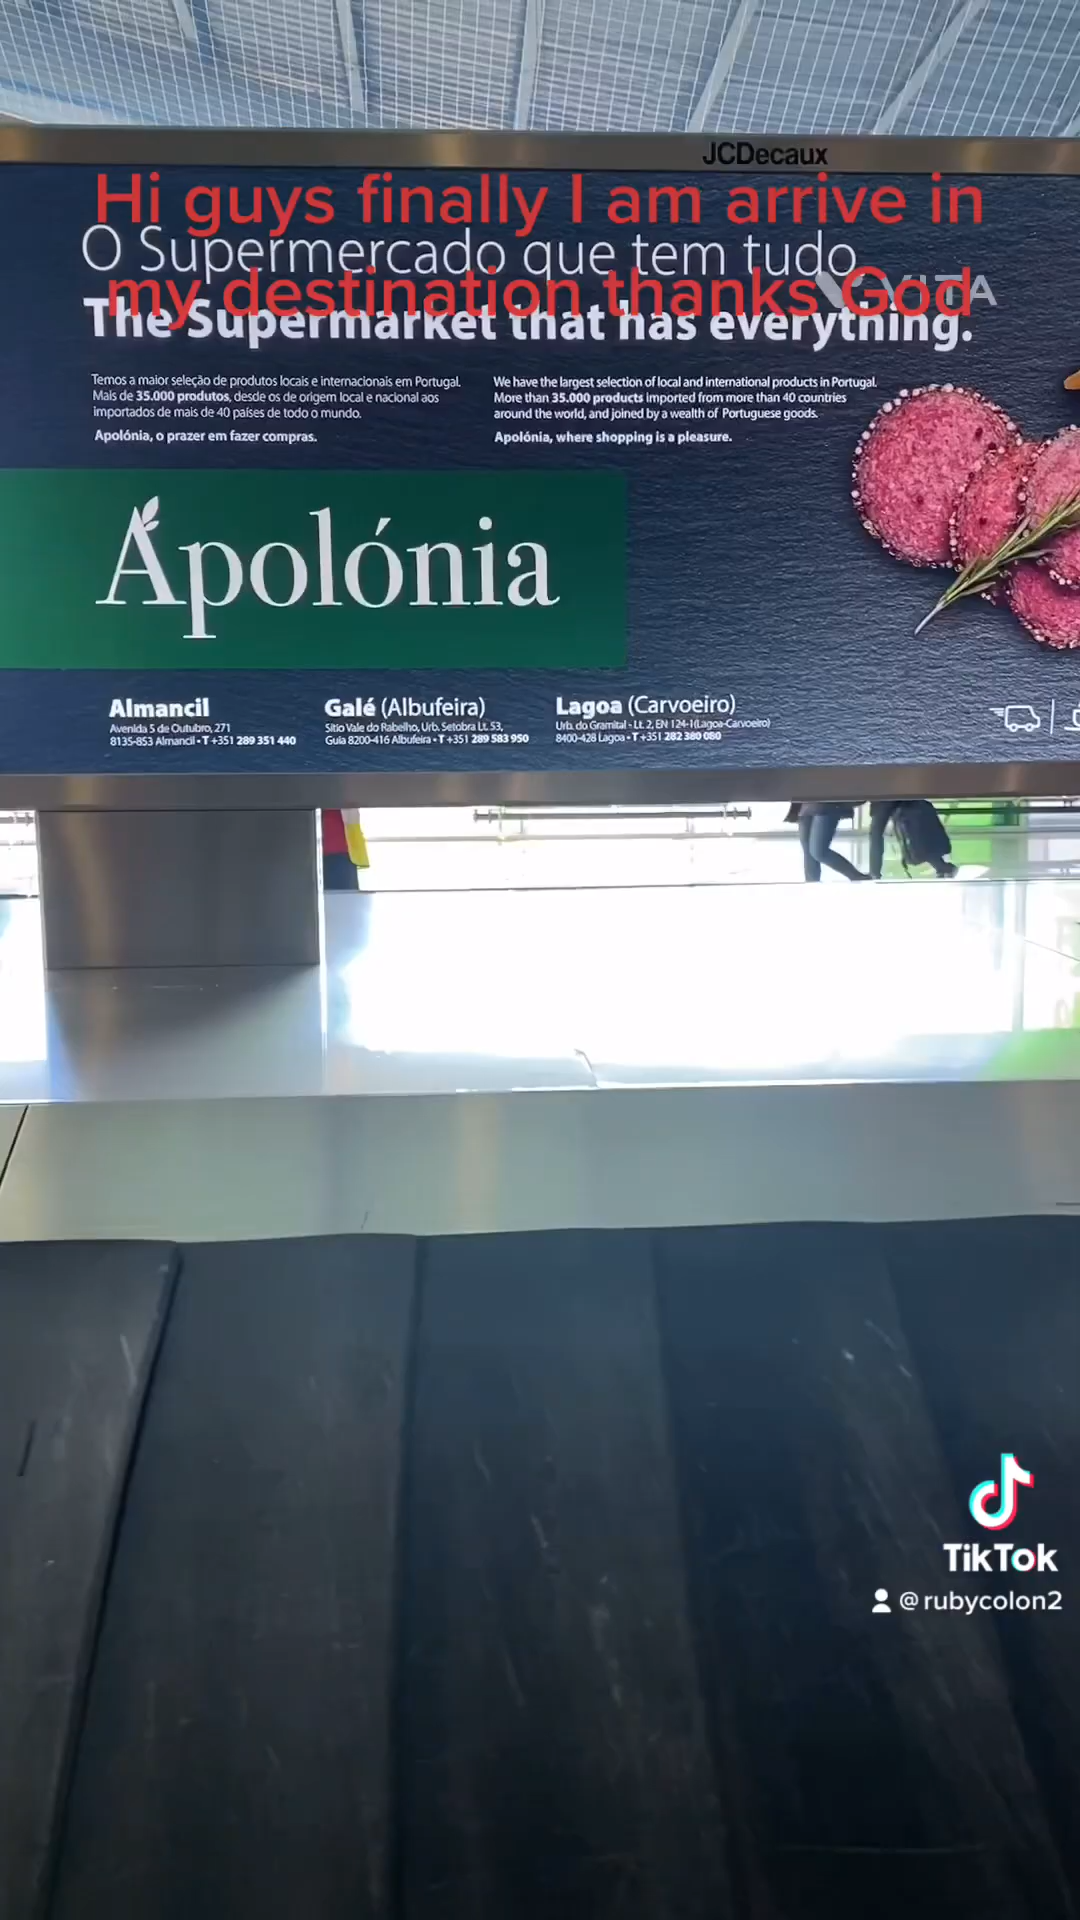 JCDecaux
Hi guys finally I am arrive in
my destination thanks God
O Supermercado que tem tudo.
VITA
The Supermarket that has everything.
Temos a maior seleção de produtos locais e internacionais em Portugal.
Mais de 35.000 produtos, desde os de origem local e nacional aos
importados de mais de 40 países de todo o mundo.
Apolónia, o prazer em fazer compras.
We have the largest selection of local and international products in Portugal.
More than 35.000 products imported from more than 40 countries
around the world, and joined by a wealth of Portuguese goods.
Apolónia, where shopping is a pleasure.
Apolónia
Almancil
Avenida 5 de Outubro, 271
8135-853 Almancil • T +351 289 351 440
Galé (Albufeira)
Sítio Vale do Rabelho, Urb. Setobra Lt. 53,
Guia 8200-416 Albufeira • T +351 289 583 950
Lagoa (Carvoeiro)
Urb. do Gramital - Lt. 2, EN 124-1 (Lagoa-Carvoeiro)
8400-428 Lagoa • T +351 282 380 080
TikTok
@rubycolon2